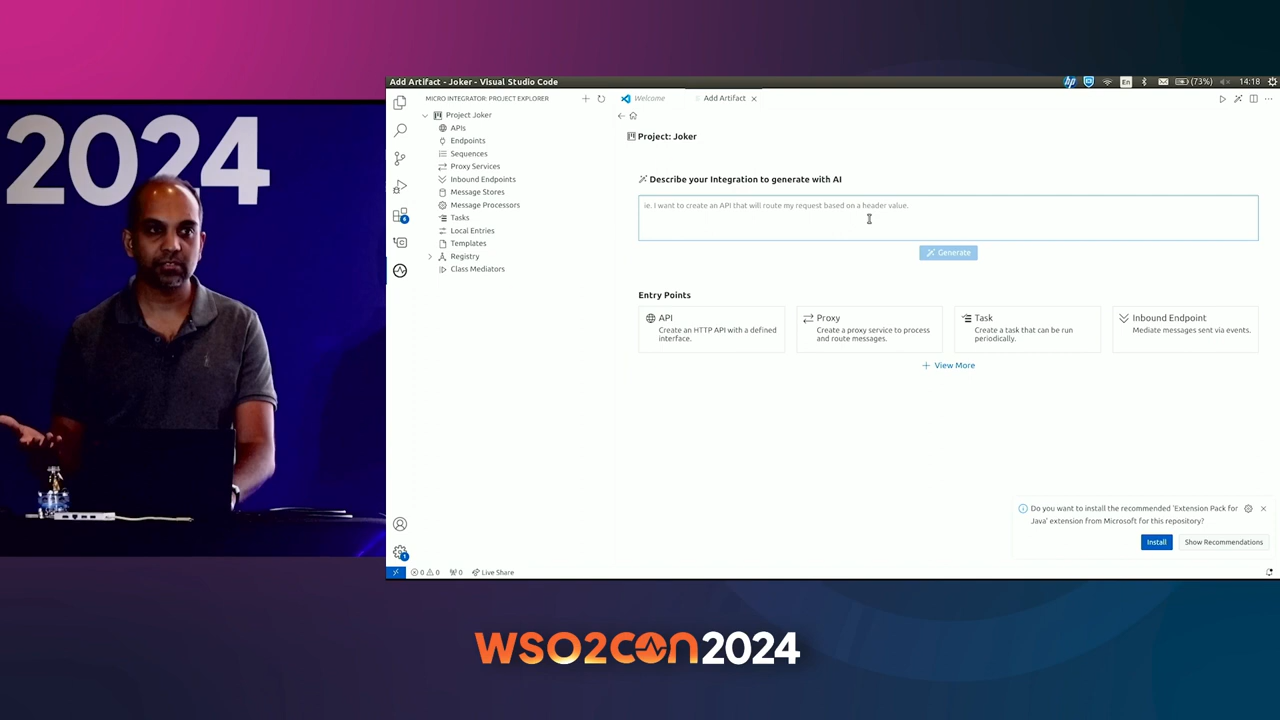 2024
Add Artifact - Joker - Visual Studio Code
hp
En
(73%)
14:18
MICRO INTEGRATOR: PROJECT EXPLORER
Welcome
Add Artifact
Project Joker
APIs
Endpoints
Sequences
Proxy Services
Inbound Endpoints
Message Stores
Message Processors
Tasks
Local Entries
Templates
Registry
Class Mediators
Project: Joker
Describe your Integration to generate with AI
ie. I want to create an API that will route my request based on a header value.
Generate
Entry Points
API
Create an HTTP API with a defined
interface.
Proxy
Create a proxy service to process
and route messages.
Task
Create a task that can be run
periodically.
Inbound Endpoint
Mediate messages sent via events.
+ View More
Do you want to install the recommended 'Extension Pack for
Java' extension from Microsoft for this repository?
Install
Show Recommendations
0 0 0 Live Share
WSO2CON2024